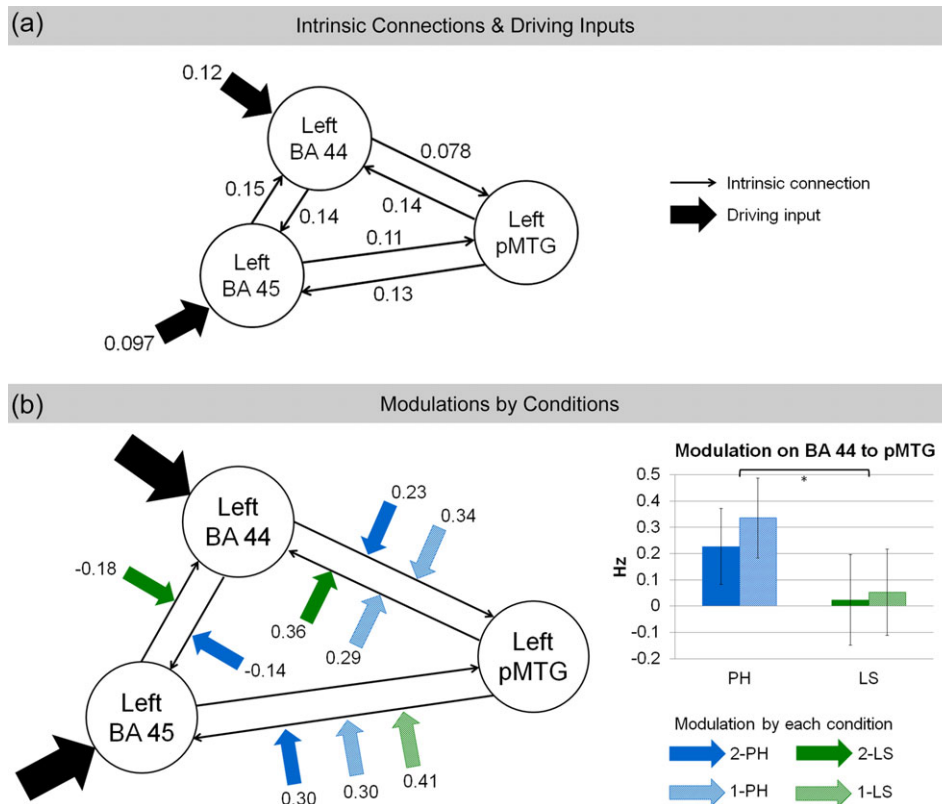 (a)
Intrinsic Connections & Driving Inputs
0.12
Left
BA 44
0.078
0.15
0.14
0.14
Left
pMTG
Intrinsic connection
Driving input
0.11
Left
BA 45
0.13
0.097
(b)
Modulations by Conditions
Modulation on BA 44 to pMTG
0.5
0.4
0.3
0.2
0.1
0
-0.1
-0.2
Hz
*
PH
LS
Left
BA 44
0.23
0.34
-0.18
0.36
0.29
-0.14
Left
pMTG
Left
BA 45
0.30
0.30
0.41
Modulation by each condition
2-PH
2-LS
1-PH
1-LS